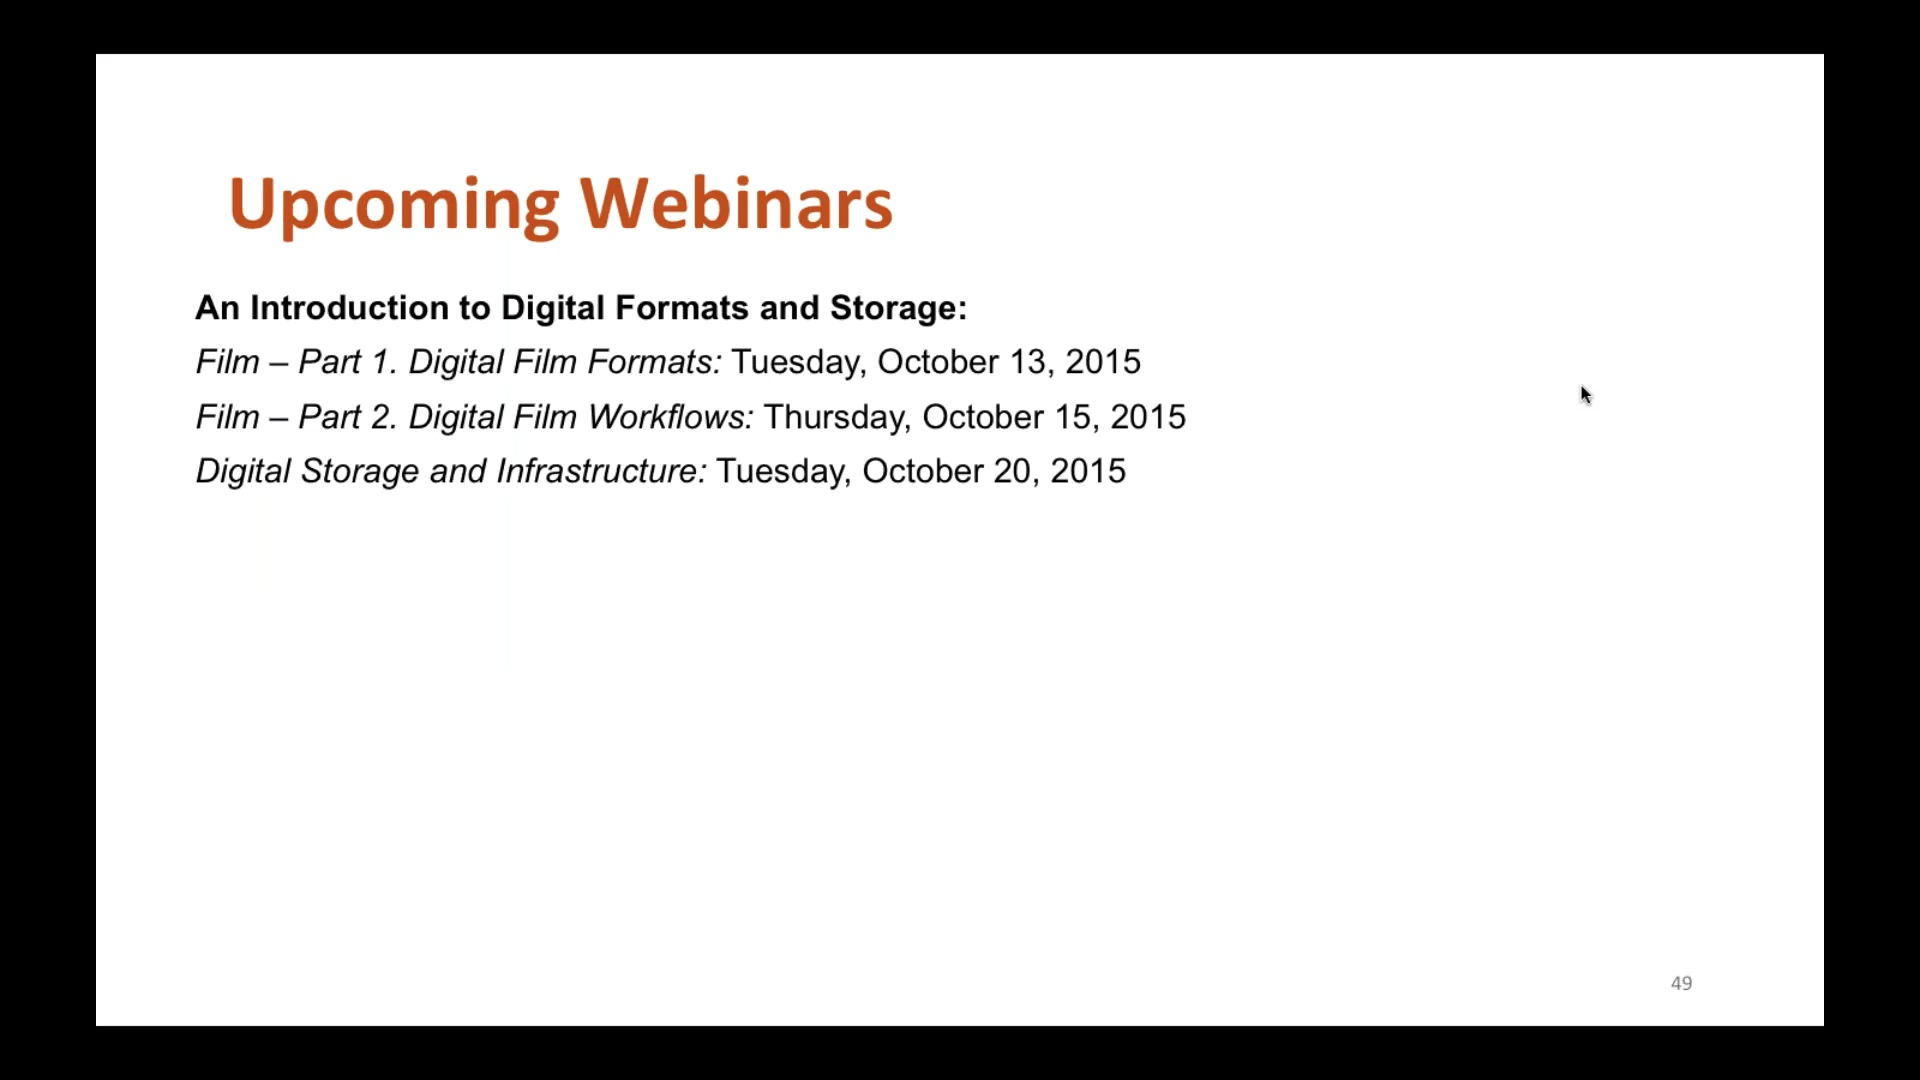 Upcoming Webinars
An Introduction to Digital Formats and Storage:
Film – Part 1. Digital Film Formats: Tuesday, October 13, 2015
Film – Part 2. Digital Film Workflows: Thursday, October 15, 2015
Digital Storage and Infrastructure: Tuesday, October 20, 2015
49